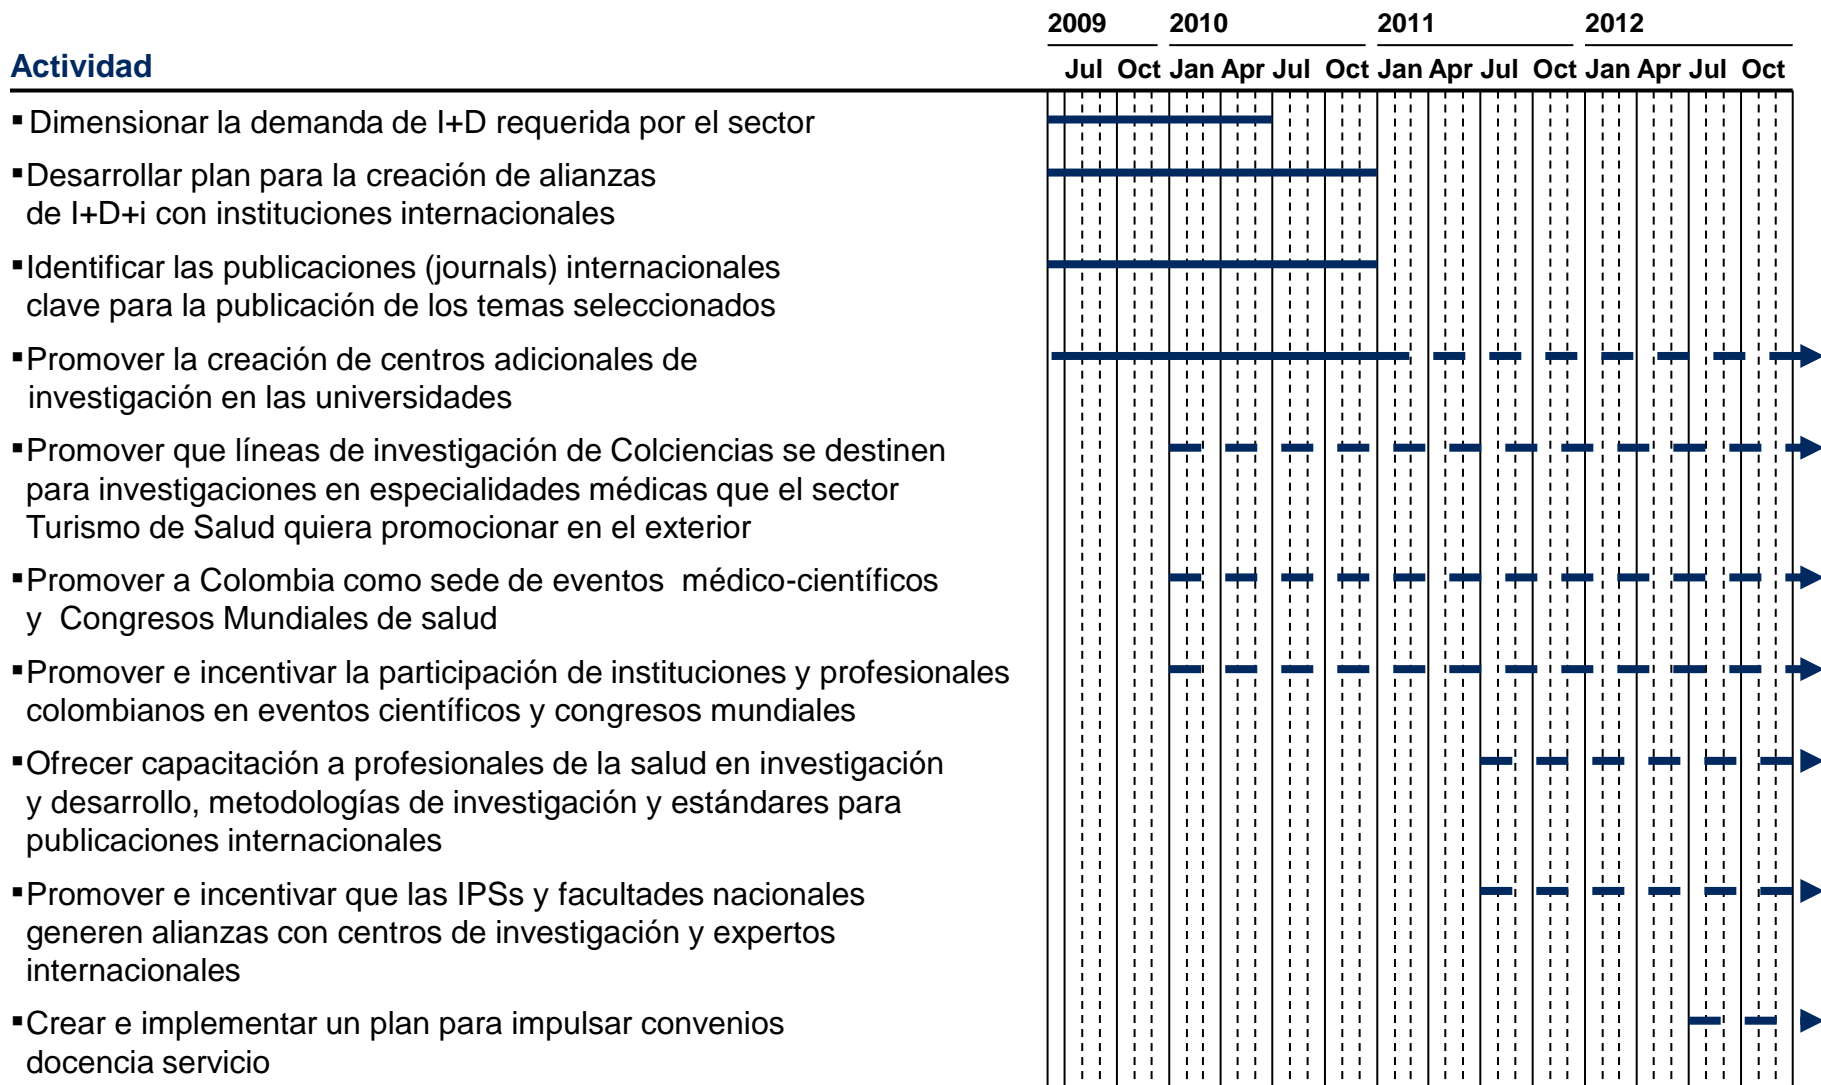 2009 2010 2011 2012
Actividad
Jul Oct Jan Apr Jul Oct Jan Apr Jul Oct Jan Apr Jul Oct
▪Dimensionar la demanda de I+D requerida por el sector
▪Desarrollar plan para la creación de alianzas
de I+D+i con instituciones internacionales
▪Identificar las publicaciones (journals) internacionales
clave para la publicación de los temas seleccionados
▪Promover la creación de centros adicionales de
investigación en las universidades
▪Promover que líneas de investigación de Colciencias se destinen
para investigaciones en especialidades médicas que el sector
Turismo de Salud quiera promocionar en el exterior
▪Promover a Colombia como sede de eventos  médico-científicos
y  Congresos Mundiales de salud
▪Promover e incentivar la participación de instituciones y profesionales
colombianos en eventos científicos y congresos mundiales
▪Ofrecer capacitación a profesionales de la salud en investigación
y desarrollo, metodologías de investigación y estándares para
publicaciones internacionales
▪Promover e incentivar que las IPSs y facultades nacionales
generen alianzas con centros de investigación y expertos
internacionales
▪Crear e implementar un plan para impulsar convenios
docencia servicio